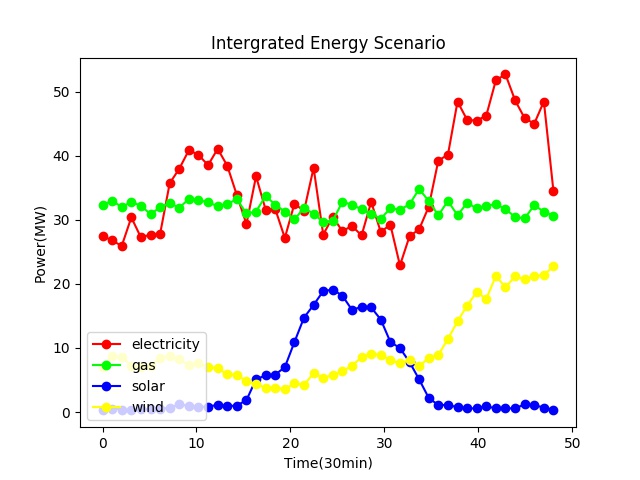 Intergrated Energy Scenario
Power(MW)
50
40
30
20
10
0
electricity
gas
solar
wind
0 10 20 30 40 50
Time(30min)